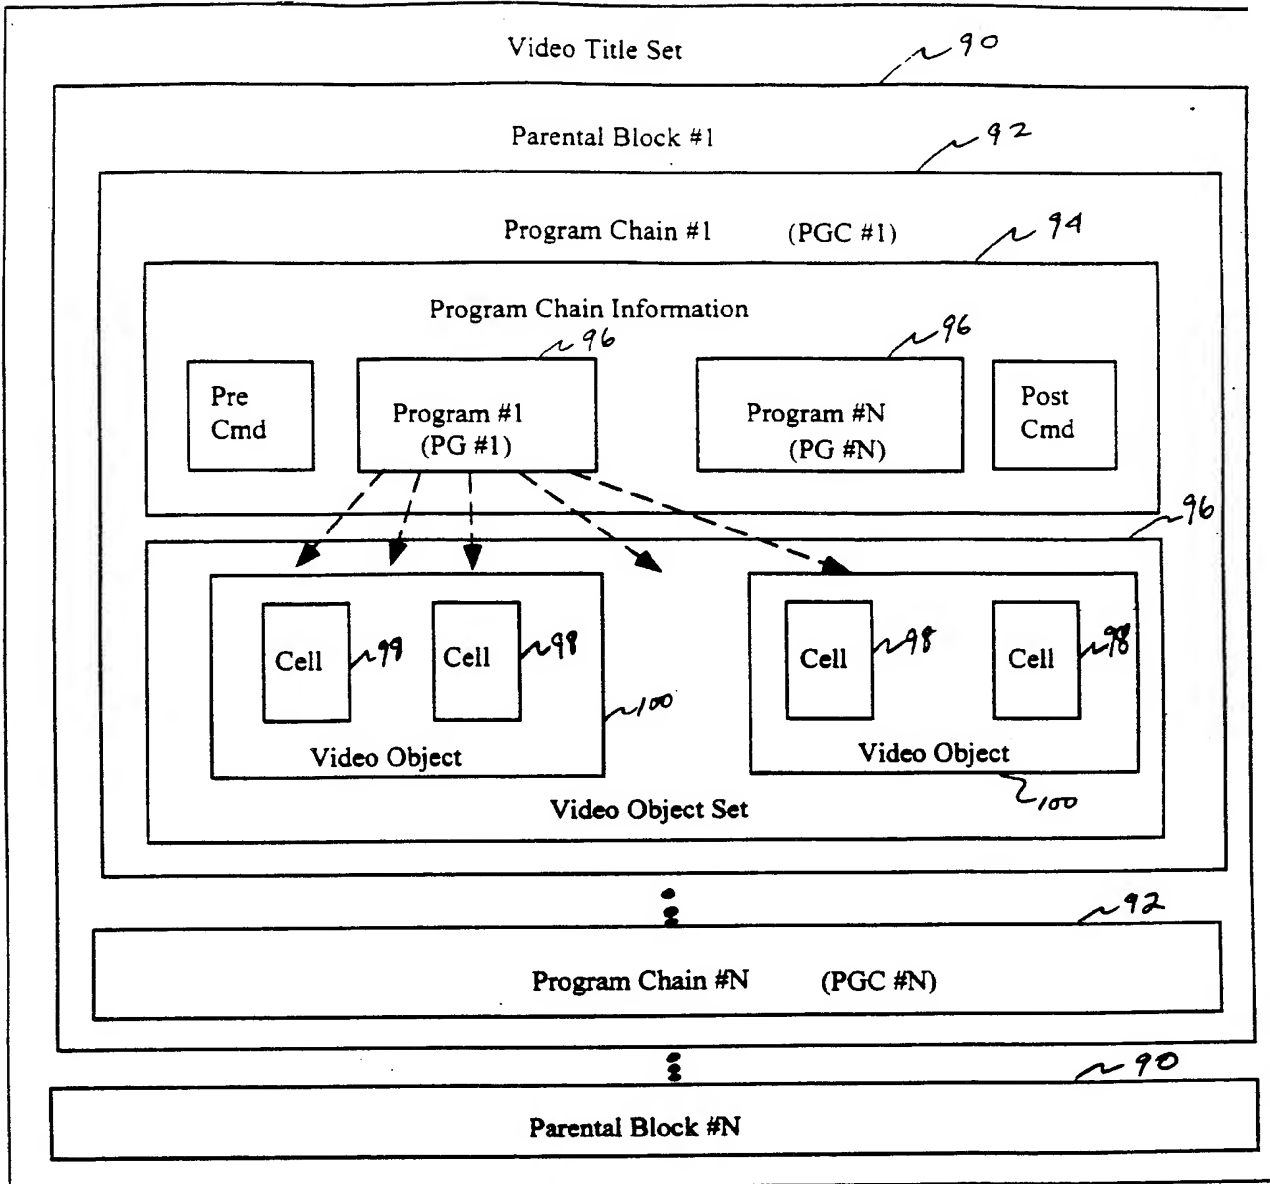 Video Title Set
90
Parental Block #1
92
Program Chain #1 (PGC #1)
94
Program Chain Information
96
96
Pre
Cmd
Program #1
(PG #1)
Program #N
(PG #N)
Post
Cmd
96
Cell
98
Cell
98
Cell
98
Cell
98
100
Video Object
Video Object
100
Video Object Set
92
Program Chain #N (PGC #N)
90
Parental Block #N